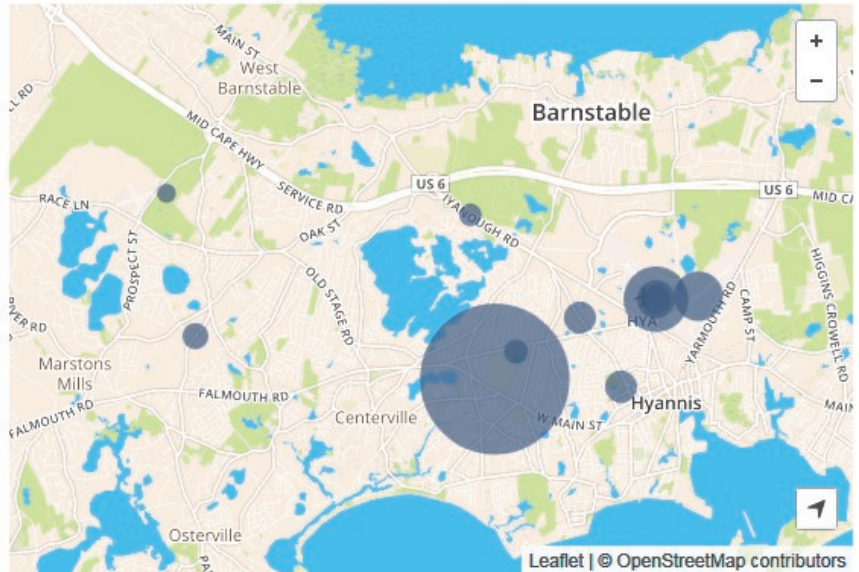 MAIN ST
West
Barnstable
LL RD
MID CAPE HWY
Barnstable
+
−
US 6
US 6
MID C
SERVICE RD
RACE LN
IYANOUGH RD
OAK ST
PROSPECT ST
OLD STAGE RD
HIGGINS CROWELL RD
CAMP ST
YARMOUTH RD
HYA
RIVER RD
Marstons
Mills
FALMOUTH RD
FALMOUTH RD
Centerville
W MAIN ST
Hyannis
MAIN
Osterville
PA
Leaflet | © OpenStreetMap contributors